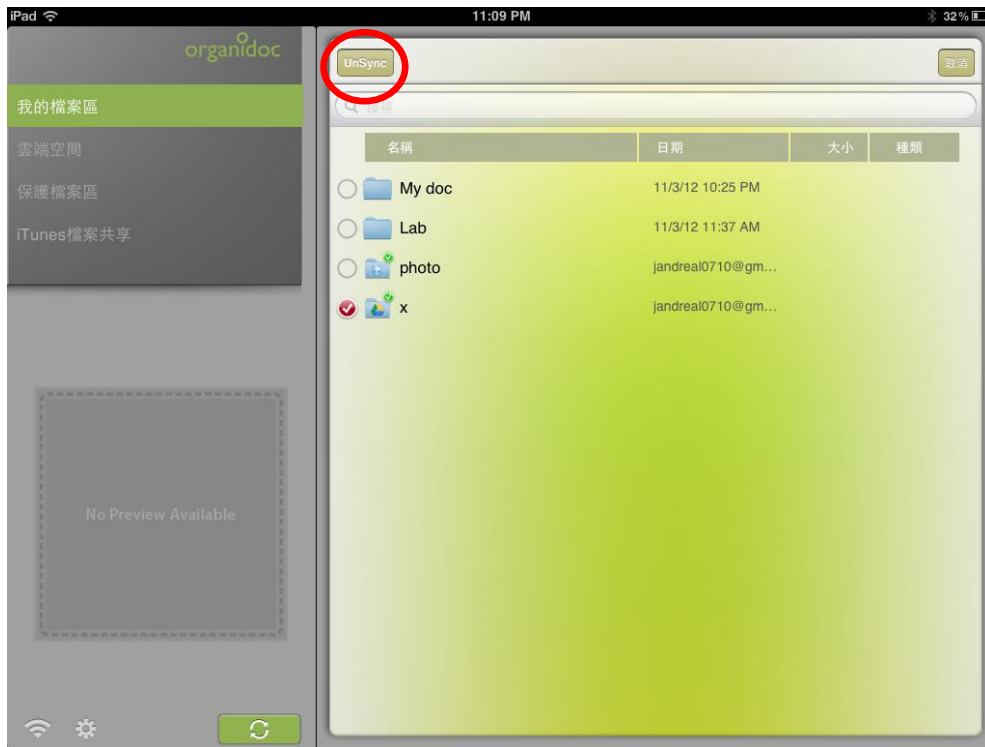 iPad 11:09 PM 32%
organidoc
我的檔案區
雲端空間
保護檔案區
iTunes檔案共享
No Preview Available
UnSync 取消
搜尋
名稱 日期 大小 種類
My doc 11/3/12 10:25 PM
Lab 11/3/12 11:37 AM
photo jandreal0710@gm...
x jandreal0710@gm...